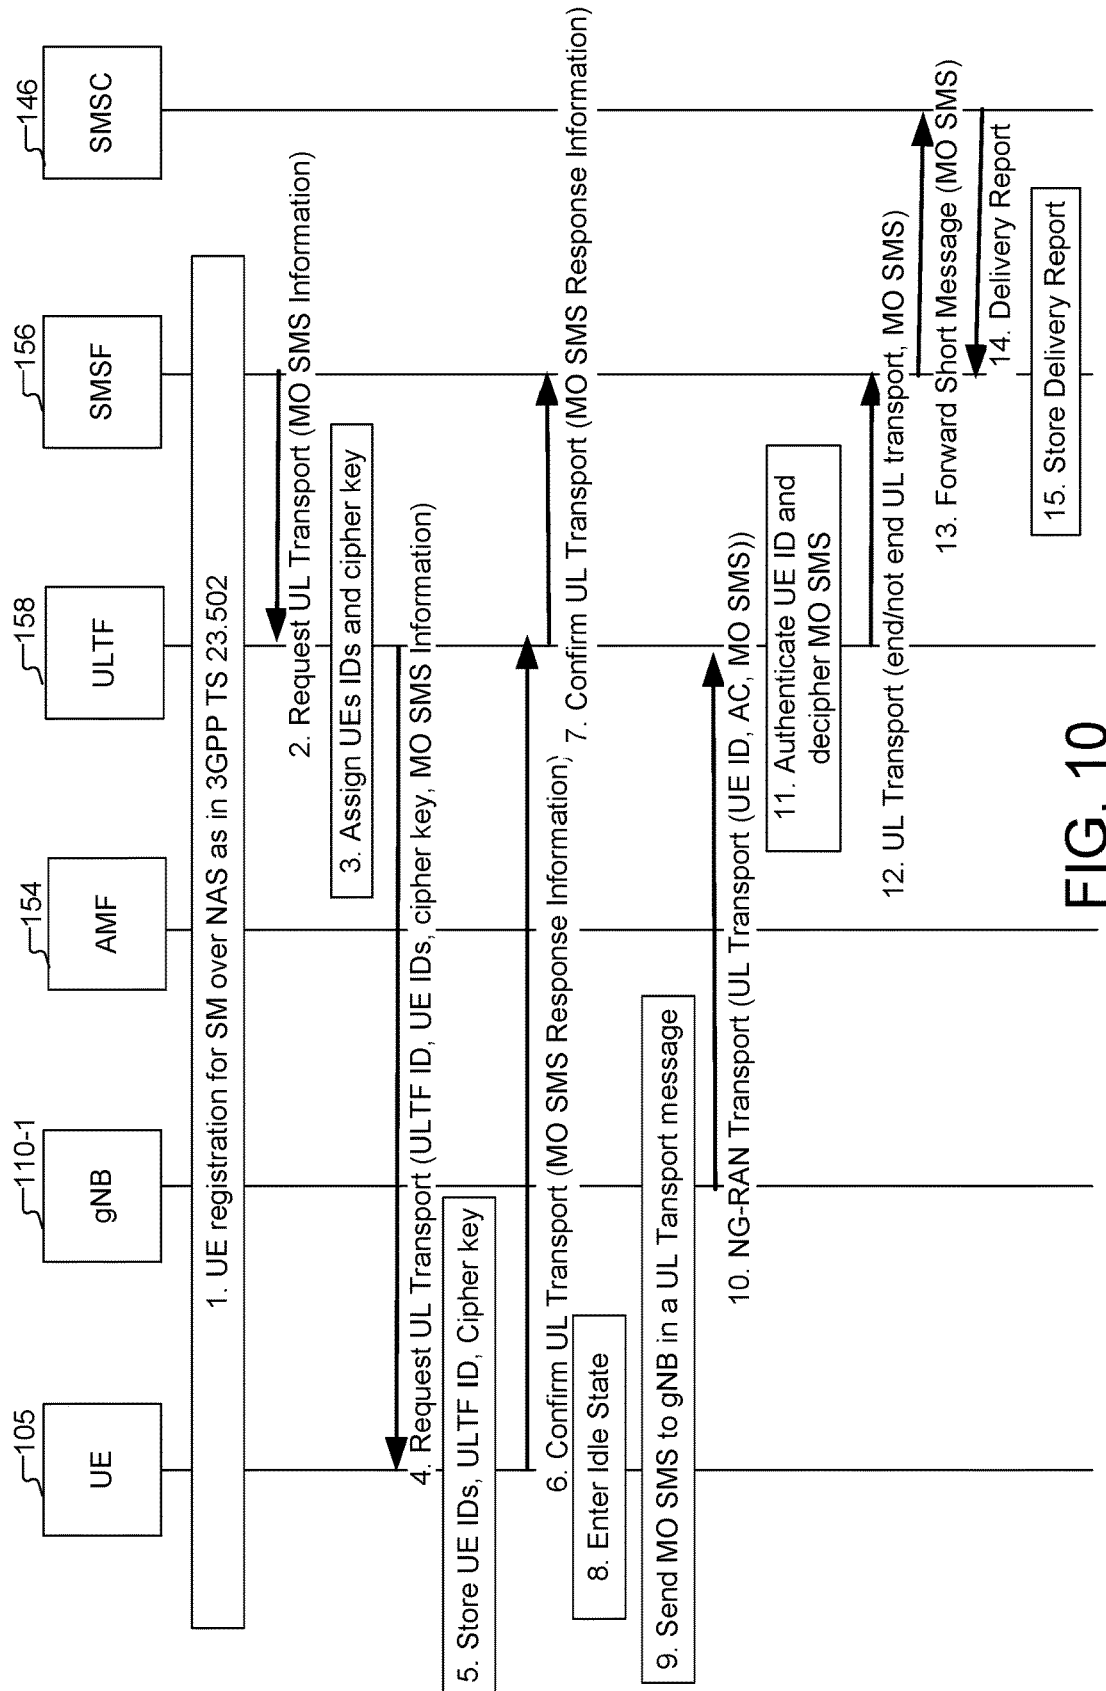 105
UE
110-1
gNB
154
AMF
158
ULTF
156
SMSF
146
SMSC
1. UE registration for SM over NAS as in 3GPP TS 23.502
2. Request UL Transport (MO SMS Information)
3. Assign UEs IDs and cipher key
4. Request UL Transport (ULTF ID, UE IDs, cipher key, MO SMS Information)
5. Store UE IDs, ULTF ID, Cipher key
6. Confirm UL Transport (MO SMS Response Information)
7. Confirm UL Transport (MO SMS Response Information)
8. Enter Idle State
9. Send MO SMS to gNB in a UL Tansport message
10. NG-RAN Transport (UL Transport (UE ID, AC, MO SMS))
11. Authenticate UE ID and
decipher MO SMS
12. UL Transport (end/not end UL transport, MO SMS)
13. Forward Short Message (MO SMS)
14. Delivery Report
15. Store Delivery Report
FIG. 10